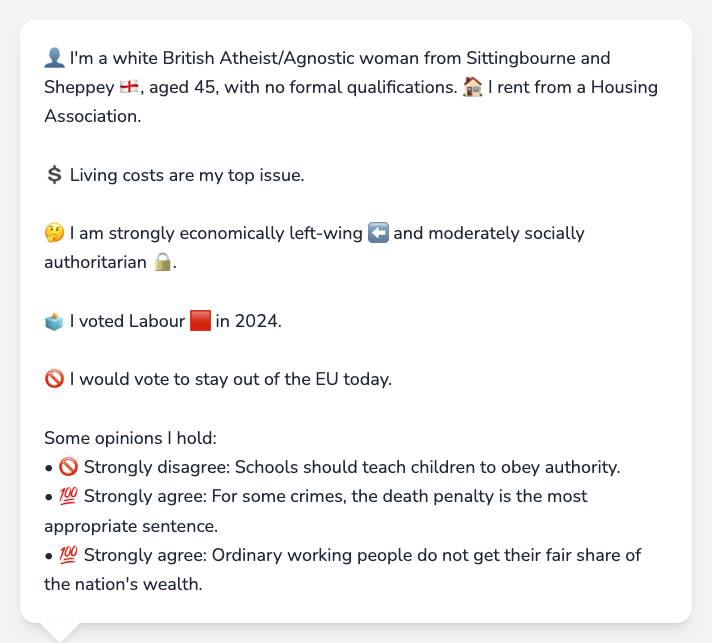 👤 I'm a white British Atheist/Agnostic woman from Sittingbourne and
Sheppey 🏴󠁧󠁢󠁥󠁮󠁧󠁿, aged 45, with no formal qualifications. 🏠 I rent from a Housing
Association.
💲 Living costs are my top issue.
🤔 I am strongly economically left-wing ⬅️ and moderately socially
authoritarian 🔒.
🗳️ I voted Labour 🟥 in 2024.
🚫 I would vote to stay out of the EU today.
Some opinions I hold:
• 🚫 Strongly disagree: Schools should teach children to obey authority.
• 💯 Strongly agree: For some crimes, the death penalty is the most
appropriate sentence.
• 💯 Strongly agree: Ordinary working people do not get their fair share of
the nation's wealth.